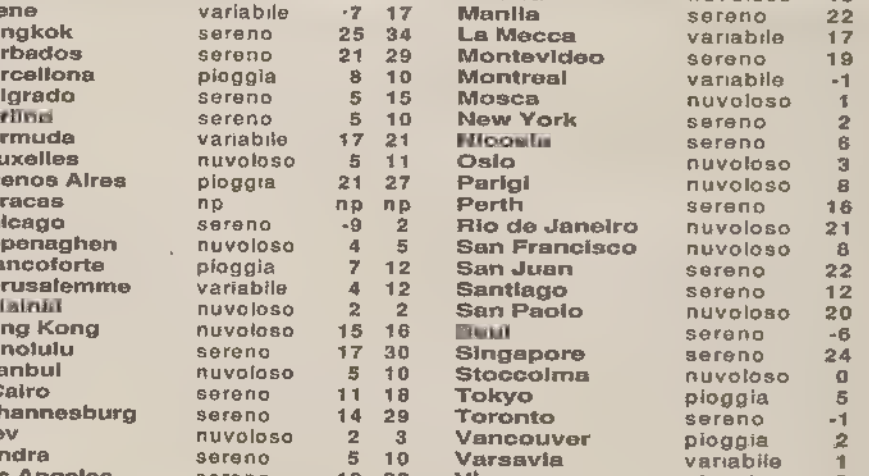 ene variabile -7 17
ngkok sereno 25 34
rbados sereno 21 29
rcellona pioggia 8 10
lgrado sereno 5 15
sereno 5 10
rmuda variabile 17 21
uxelles nuvoloso 5 11
enos Aires pioggia 21 27
racas np np np
icago sereno -9 2
penaghen nuvoloso 4 5
ancoforte pioggia 7 12
rusalemme variabile 4 12
nuvoloso 2 2
ng Kong nuvoloso 15 16
nolulu sereno 17 30
anbul nuvoloso 5 10
Cairo sereno 11 18
hannesburg sereno 14 29
ev nuvoloso 2 3
ndra sereno 5 10
Manila sereno 22
La Mecca variabile 17
Montevideo sereno 19
Montreal variabile -1
Mosca nuvoloso 1
New York sereno 2
sereno 6
Oslo nuvoloso 3
Parigi nuvoloso 8
Perth sereno 16
Rio de Janeiro nuvoloso 21
San Francisco nuvoloso 8
San Juan sereno 22
Santiago sereno 12
San Paolo nuvoloso 20
sereno -6
Singapore sereno 24
Stoccolma nuvoloso 0
Tokyo pioggia 5
Toronto sereno -1
Vancouver pioggia 2
Varsavia variabile 1